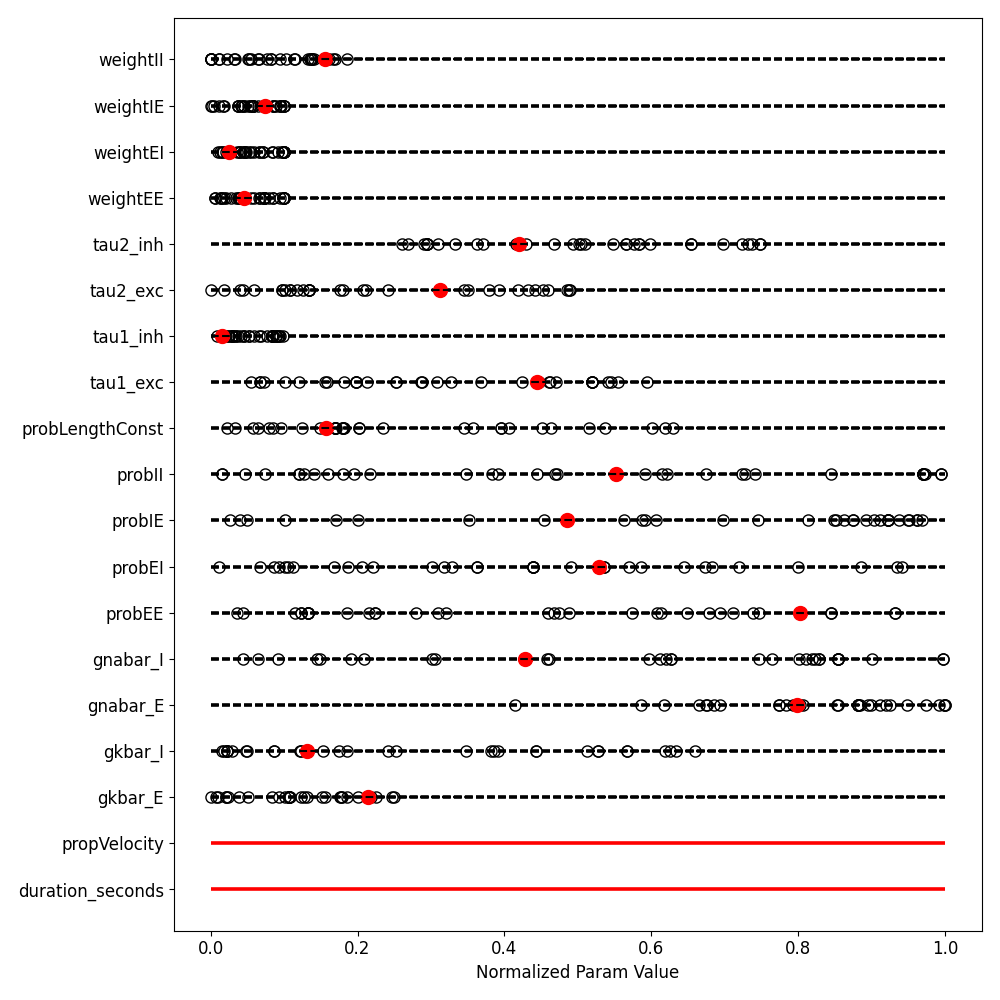 weightII
weightIE
weightEI
weightEE
tau2_inh
tau2_exc
tau1_inh
tau1_exc
probLengthConst
probII
probIE
probEI
probEE
gnabar_I
gnabar_E
gkbar_I
gkbar_E
propVelocity
duration_seconds
0.0 0.2 0.4 0.6 0.8 1.0
Normalized Param Value